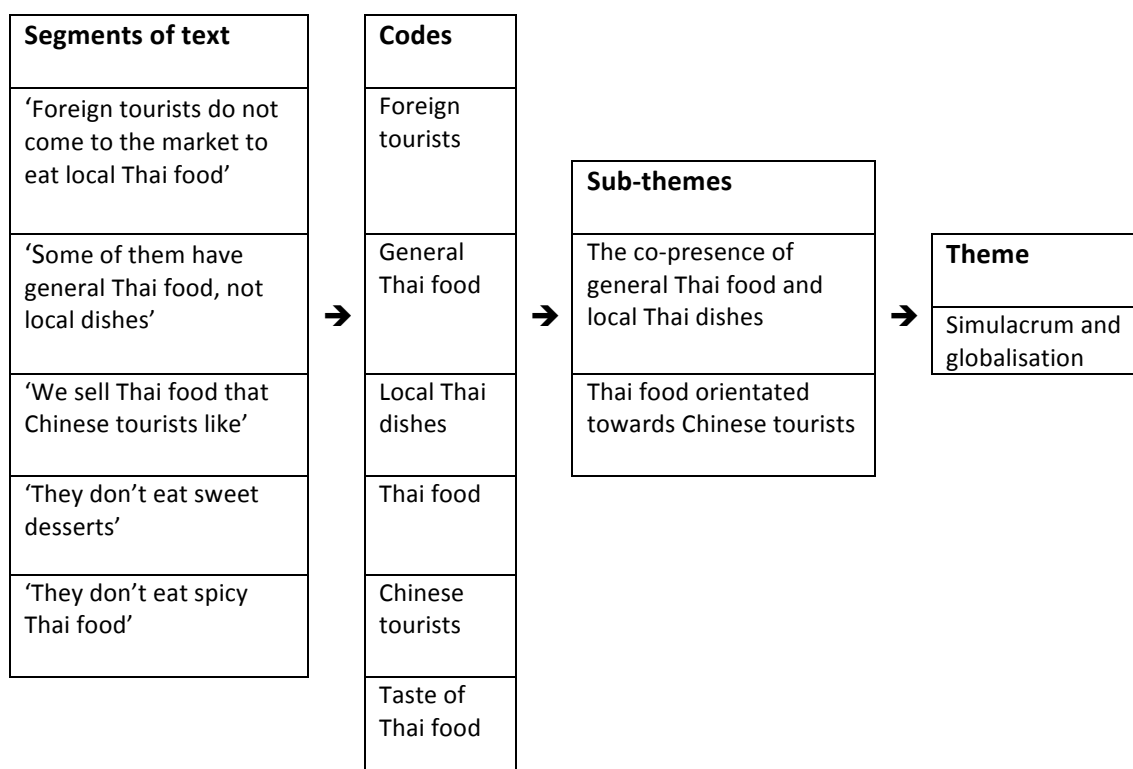 Segments of text
‘Foreign tourists do not
come to the market to
eat local Thai food’
‘Some of them have
general Thai food, not
local dishes’
‘We sell Thai food that
Chinese tourists like’
‘They don’t eat sweet
desserts’
‘They don’t eat spicy
Thai food’
Codes
Foreign
tourists
General
Thai food
Local Thai
dishes
Thai food
Chinese
tourists
Taste of
Thai food
Sub-themes
The co-presence of
general Thai food and
local Thai dishes
Thai food orientated
towards Chinese tourists
Theme
Simulacrum and
globalisation